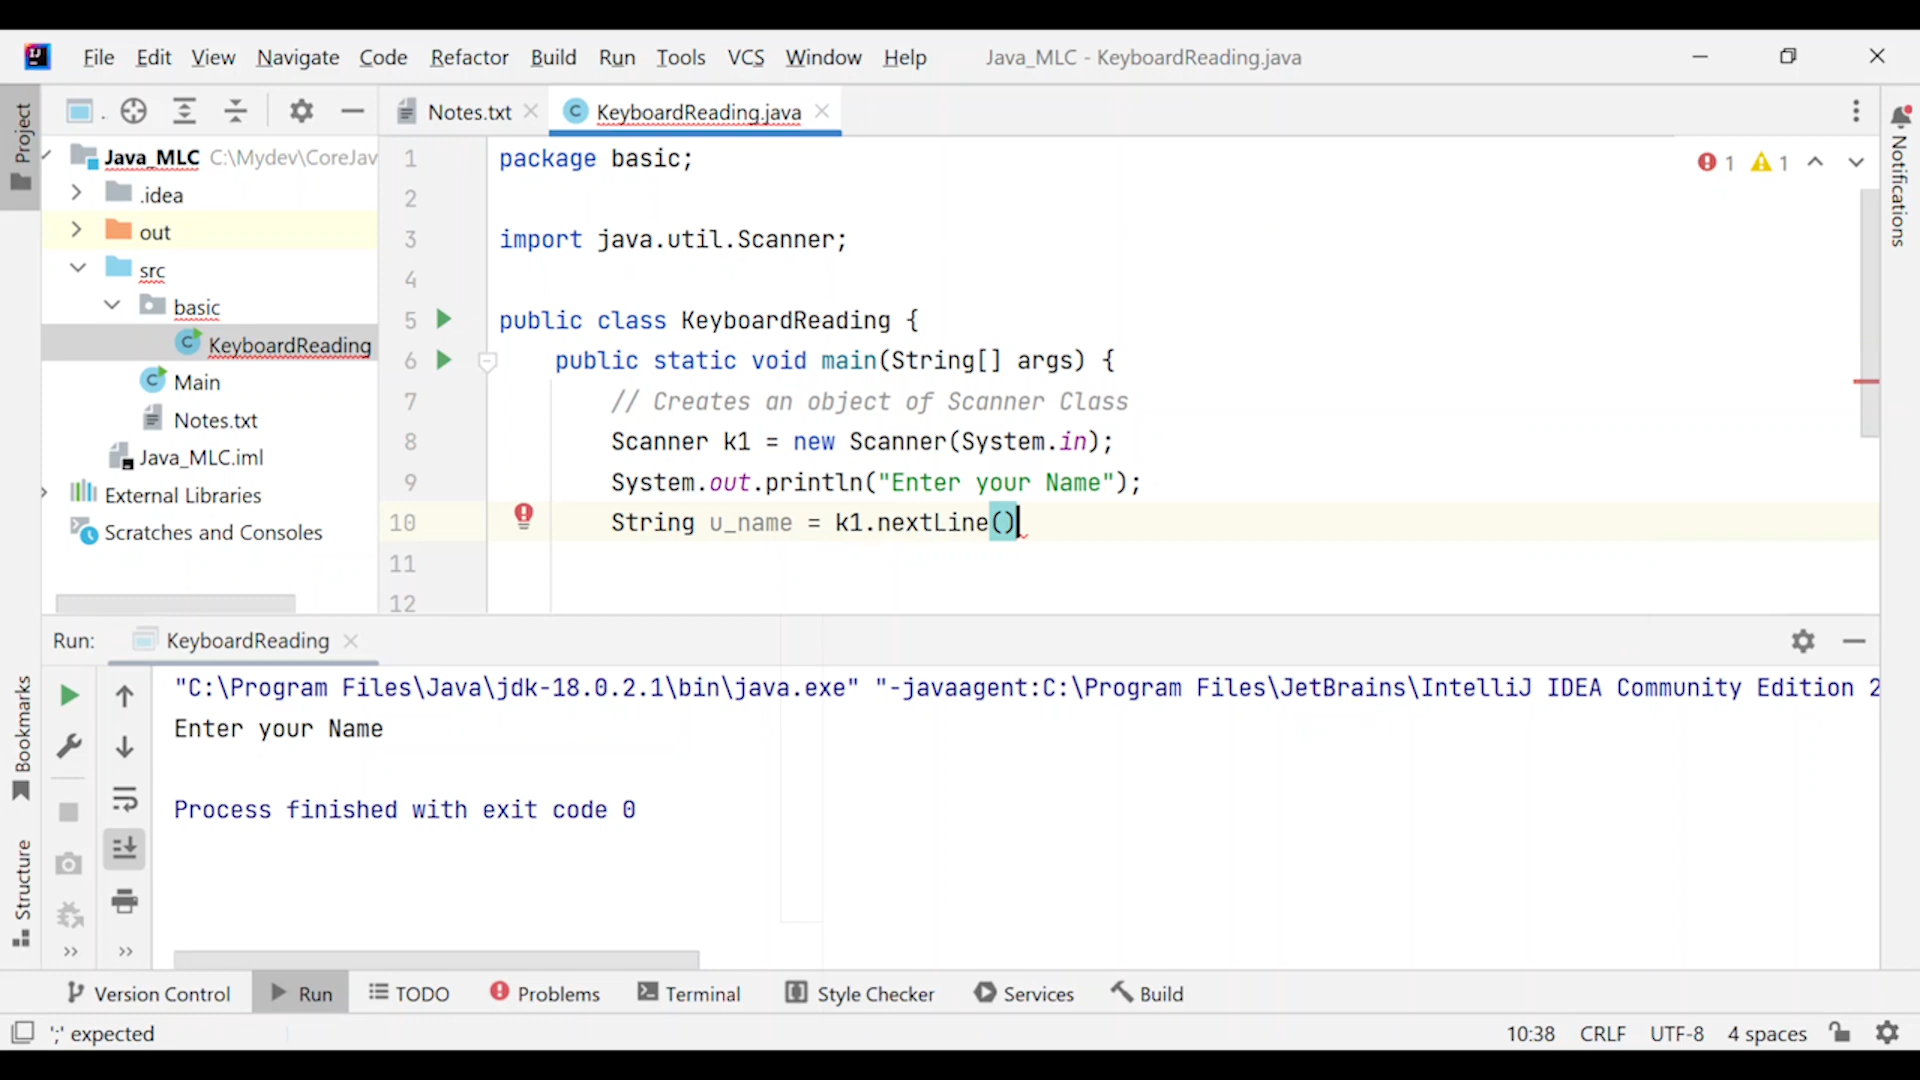 File Edit View Navigate Code Refactor Build Run Tools VCS Window Help Java_MLC - KeyboardReading.java
Project
Notes.txt
KeyboardReading.java
Notifications
Java_MLC C:\Mydev\CoreJav
.idea
out
src
basic
KeyboardReading
Main
Notes.txt
Java_MLC.iml
External Libraries
Scratches and Consoles
1 package basic;
2
3 import java.util.Scanner;
4
5 public class KeyboardReading {
6 public static void main(String[] args) {
7 // Creates an object of Scanner Class
8 Scanner k1 = new Scanner(System.in);
9 System.out.println("Enter your Name");
10 String u_name = k1.nextLine()
11
12
1 1
Run: KeyboardReading
"C:\Program Files\Java\jdk-18.0.2.1\bin\java.exe" "-javaagent:C:\Program Files\JetBrains\IntelliJ IDEA Community Edition 2
Enter your Name
Process finished with exit code 0
Bookmarks
Structure
Version Control Run TODO Problems Terminal Style Checker Services Build
';' expected 10:38 CRLF UTF-8 4 spaces